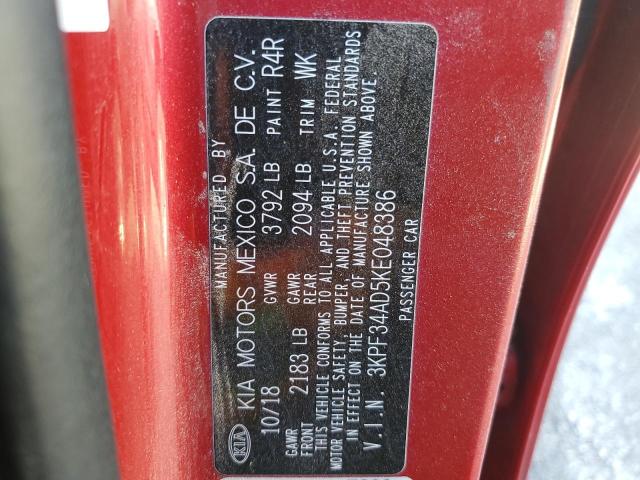 MANUFACTURED BY
KIA KIA MOTORS MEXICO S.A. DE C.V.
10/18 GVWR 3792 LB PAINT R4R
GAWR FRONT 2183 LB GAWR REAR 2094 LB TRIM WK
THIS VEHICLE CONFORMS TO ALL APPLICABLE U.S.A. FEDERAL
MOTOR VEHICLE SAFETY, BUMPER, AND THEFT PREVENTION STANDARDS
IN EFFECT ON THE DATE OF MANUFACTURE SHOWN ABOVE.
V.I.N. 3KPF34AD5KE048386
PASSENGER CAR